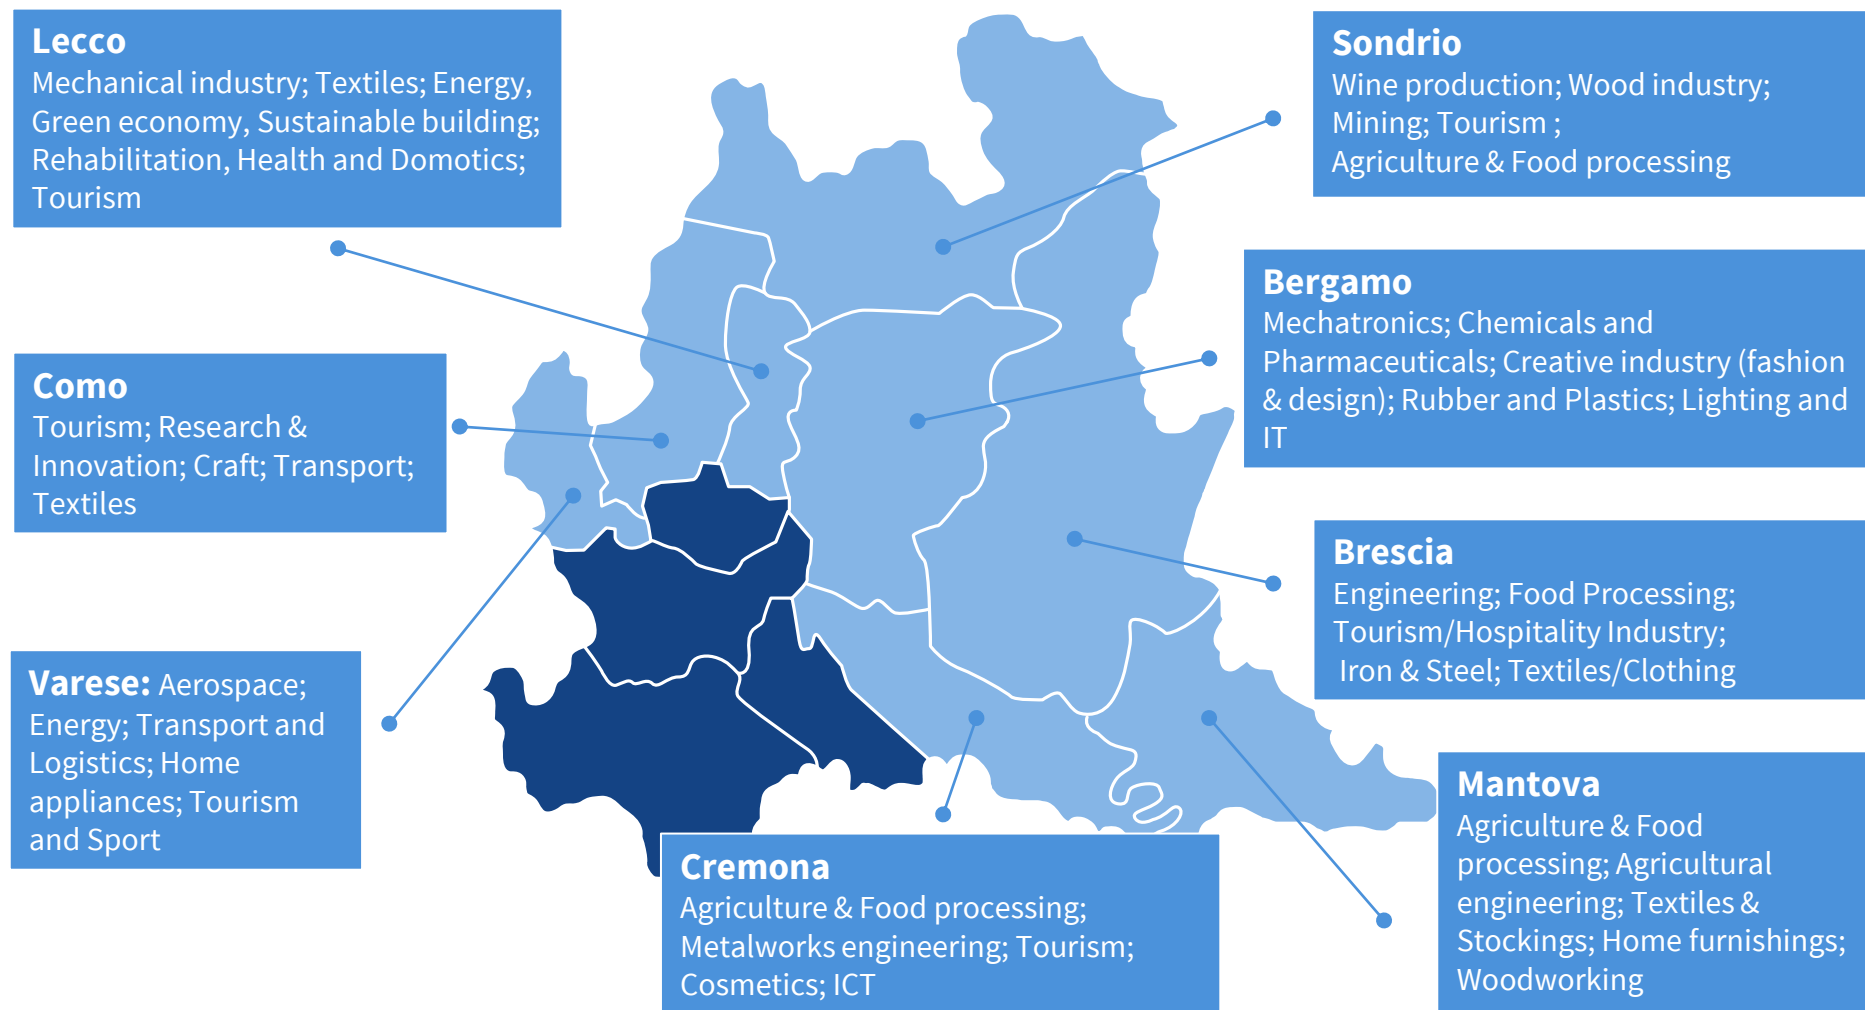 Lecco
Mechanical industry; Textiles; Energy,
Green economy, Sustainable building;
Rehabilitation, Health and Domotics;
Tourism
Sondrio
Wine production; Wood industry;
Mining; Tourism ;
Agriculture & Food processing
Bergamo
Mechatronics; Chemicals and
Pharmaceuticals; Creative industry (fashion
& design); Rubber and Plastics; Lighting and
IT
Como
Tourism; Research &
Innovation; Craft; Transport;
Textiles
Brescia
Engineering; Food Processing;
Tourism/Hospitality Industry;
Iron & Steel; Textiles/Clothing
Varese: Aerospace;
Energy; Transport and
Logistics; Home
appliances; Tourism
and Sport
Mantova
Agriculture & Food
processing; Agricultural
engineering; Textiles &
Stockings; Home furnishings;
Woodworking
Cremona
Agriculture & Food processing;
Metalworks engineering; Tourism;
Cosmetics; ICT